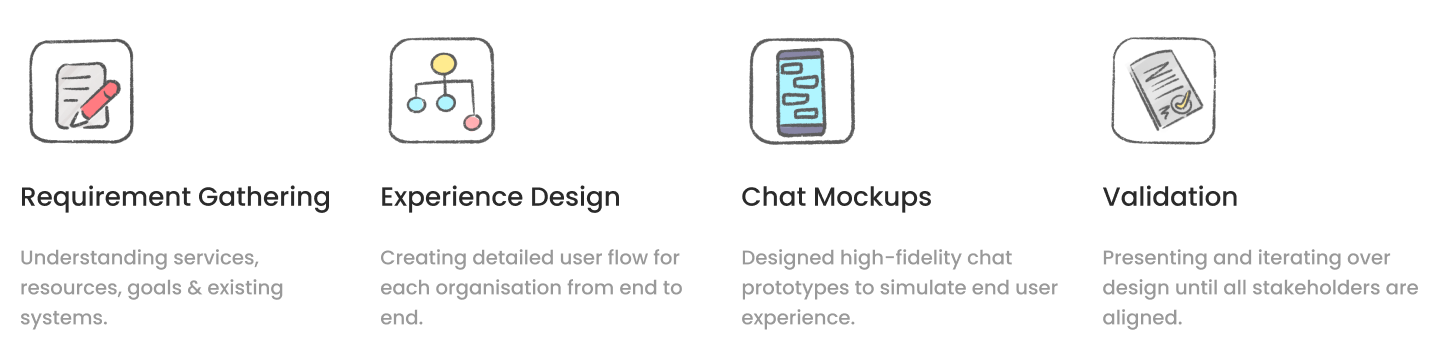 Requirement Gathering
Understanding services,
resources, goals & existing
systems.
Experience Design
Creating detailed user flow for
each organisation from end to
end.
Chat Mockups
Designed high-fidelity chat
prototypes to simulate end user
experience.
Validation
Presenting and iterating over
design until all stakeholders are
aligned.